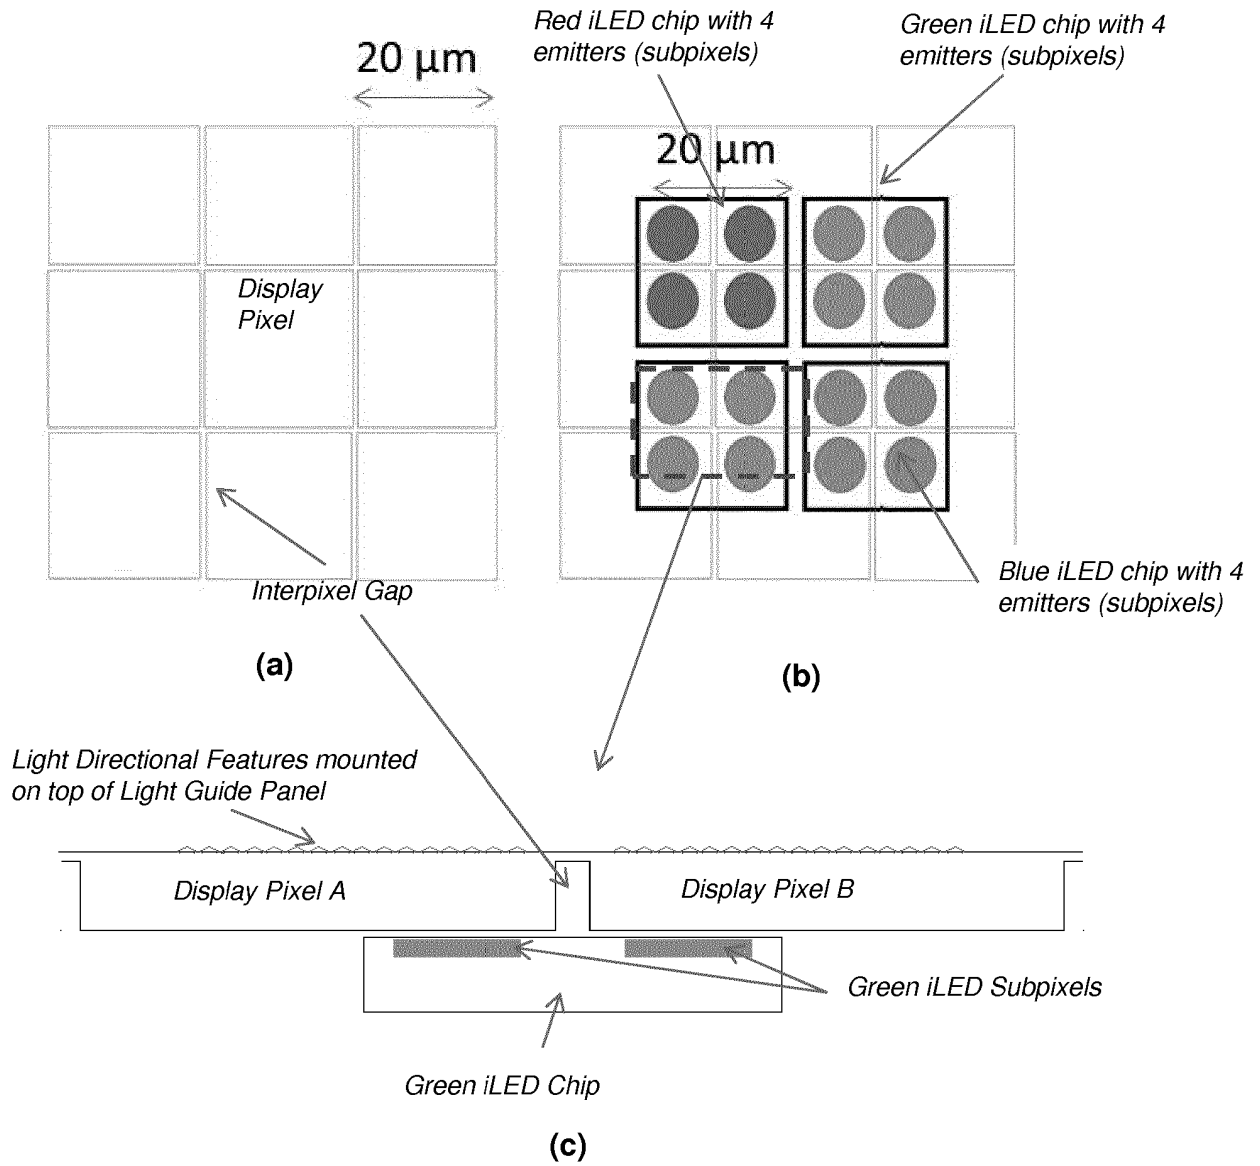 Red iLED chip with 4
emitters (subpixels)
Green iLED chip with 4
emitters (subpixels)
20 µm
20 µm
Display
Pixel
Interpixel Gap
Blue iLED chip with 4
emitters (subpixels)
(a)
(b)
Light Directional Features mounted
on top of Light Guide Panel
Display Pixel A
Display Pixel B
Green iLED Subpixels
Green iLED Chip
(c)